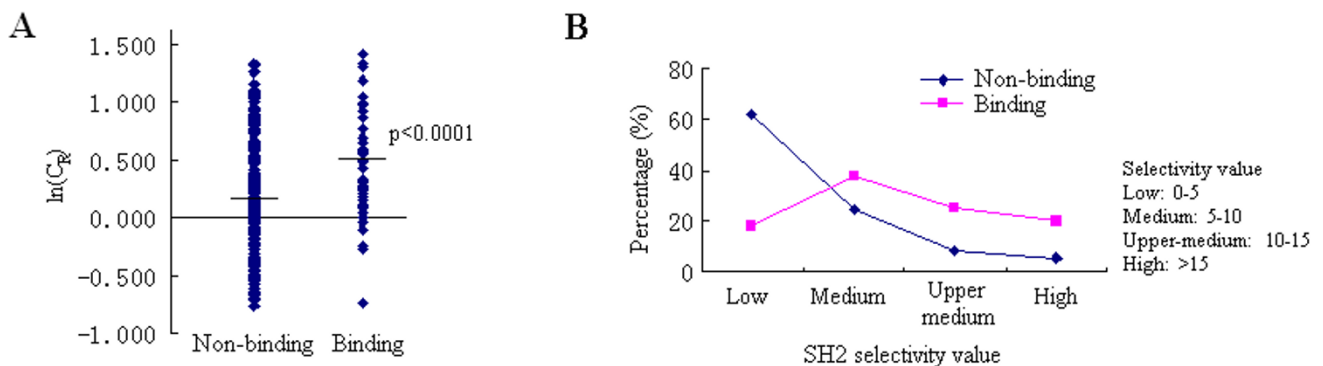 A
ln(C_R)
1.500
1.000
0.500
0.000
-0.500
-1.000
p<0.0001
Non-binding Binding
B
Percentage (%)
80
60
40
20
0
Non-binding
Binding
Low Medium Upper medium High
SH2 selectivity value
Selectivity value
Low: 0-5
Medium: 5-10
Upper-medium: 10-15
High: >15